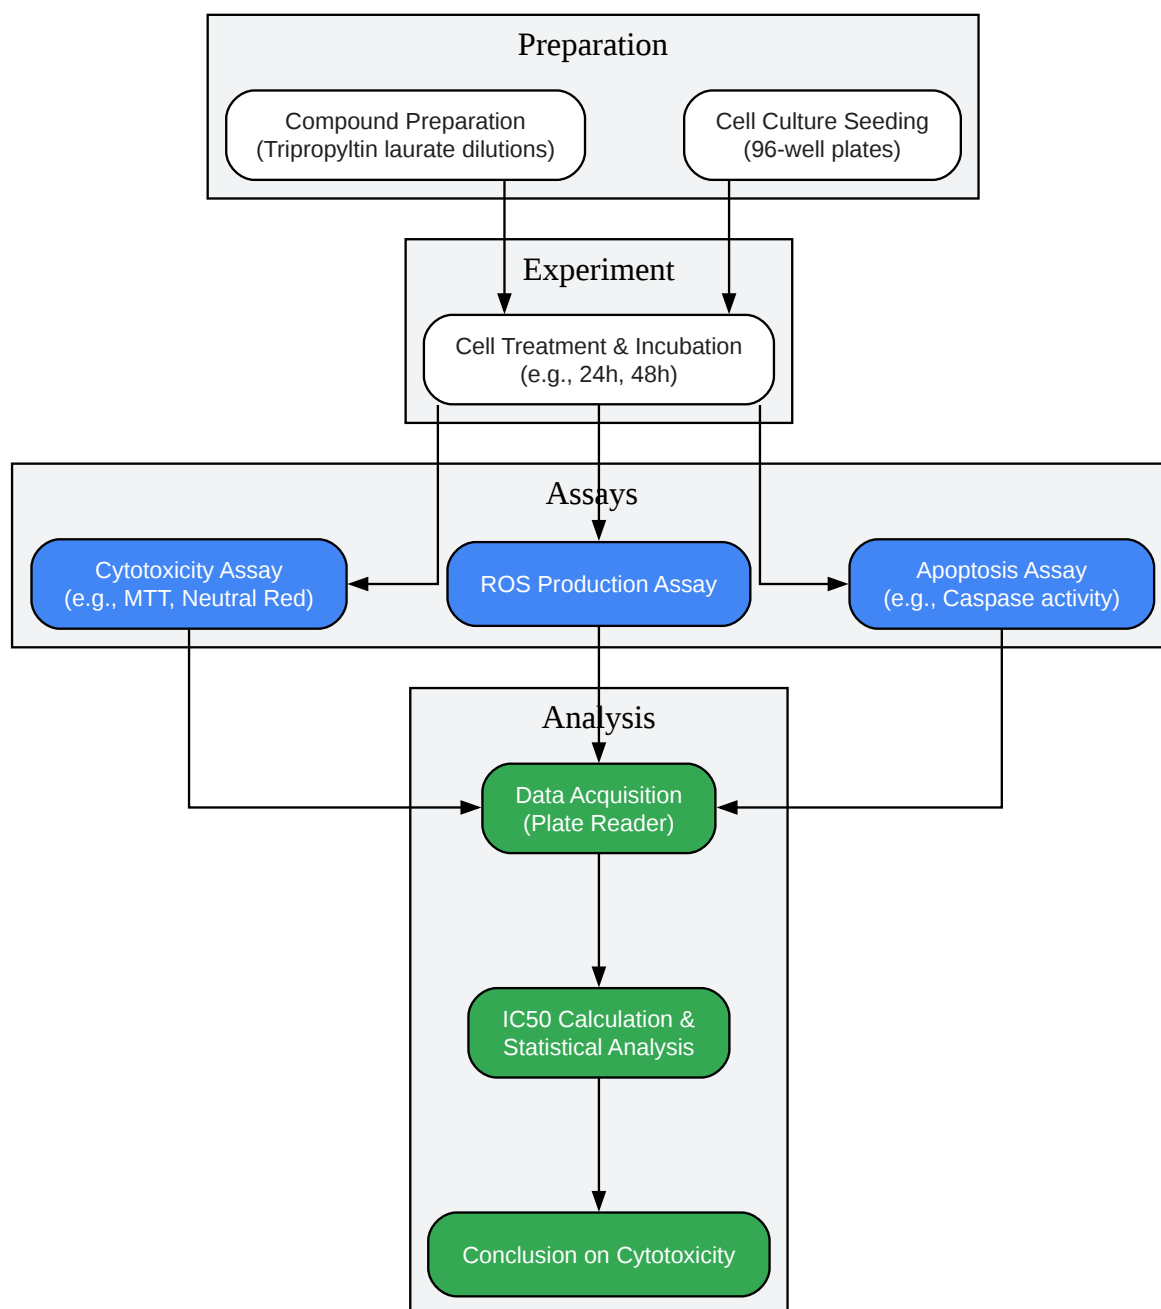 Preparation
Compound Preparation
(Tripropyltin laurate dilutions)
Cell Culture Seeding
(96-well plates)
Experiment
Cell Treatment & Incubation
(e.g., 24h, 48h)
Assays
Cytotoxicity Assay
(e.g., MTT, Neutral Red)
ROS Production Assay
Apoptosis Assay
(e.g., Caspase activity)
Analysis
Data Acquisition
(Plate Reader)
IC50 Calculation &
Statistical Analysis
Conclusion on Cytotoxicity